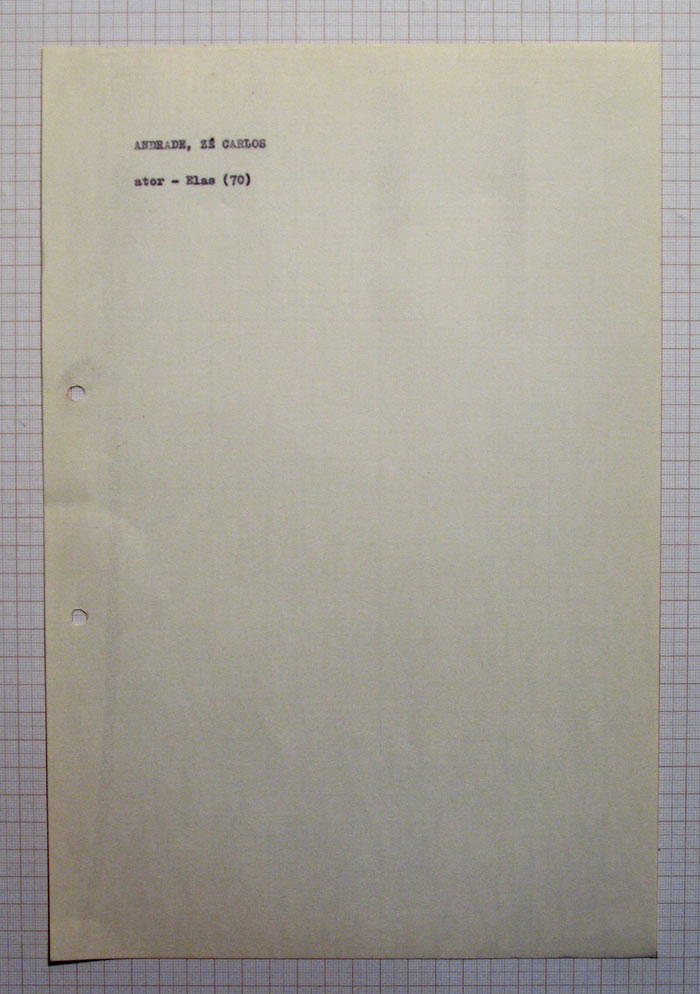 ANDRADE, ZÉ CARLOS
ator - Elas (70)